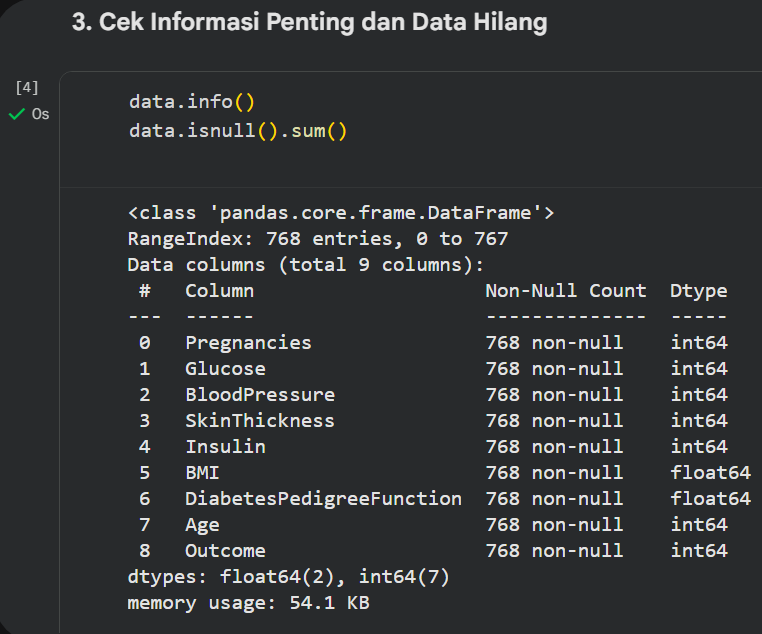 3. Cek Informasi Penting dan Data Hilang
[4]
0s
data.info()
data.isnull().sum()
<class 'pandas.core.frame.DataFrame'>
RangeIndex: 768 entries, 0 to 767
Data columns (total 9 columns):
 #   Column                    Non-Null Count  Dtype
---  ------                    --------------  -----
 0   Pregnancies               768 non-null    int64
 1   Glucose                   768 non-null    int64
 2   BloodPressure             768 non-null    int64
 3   SkinThickness             768 non-null    int64
 4   Insulin                   768 non-null    int64
 5   BMI                       768 non-null    float64
 6   DiabetesPedigreeFunction  768 non-null    float64
 7   Age                       768 non-null    int64
 8   Outcome                   768 non-null    int64
dtypes: float64(2), int64(7)
memory usage: 54.1 KB